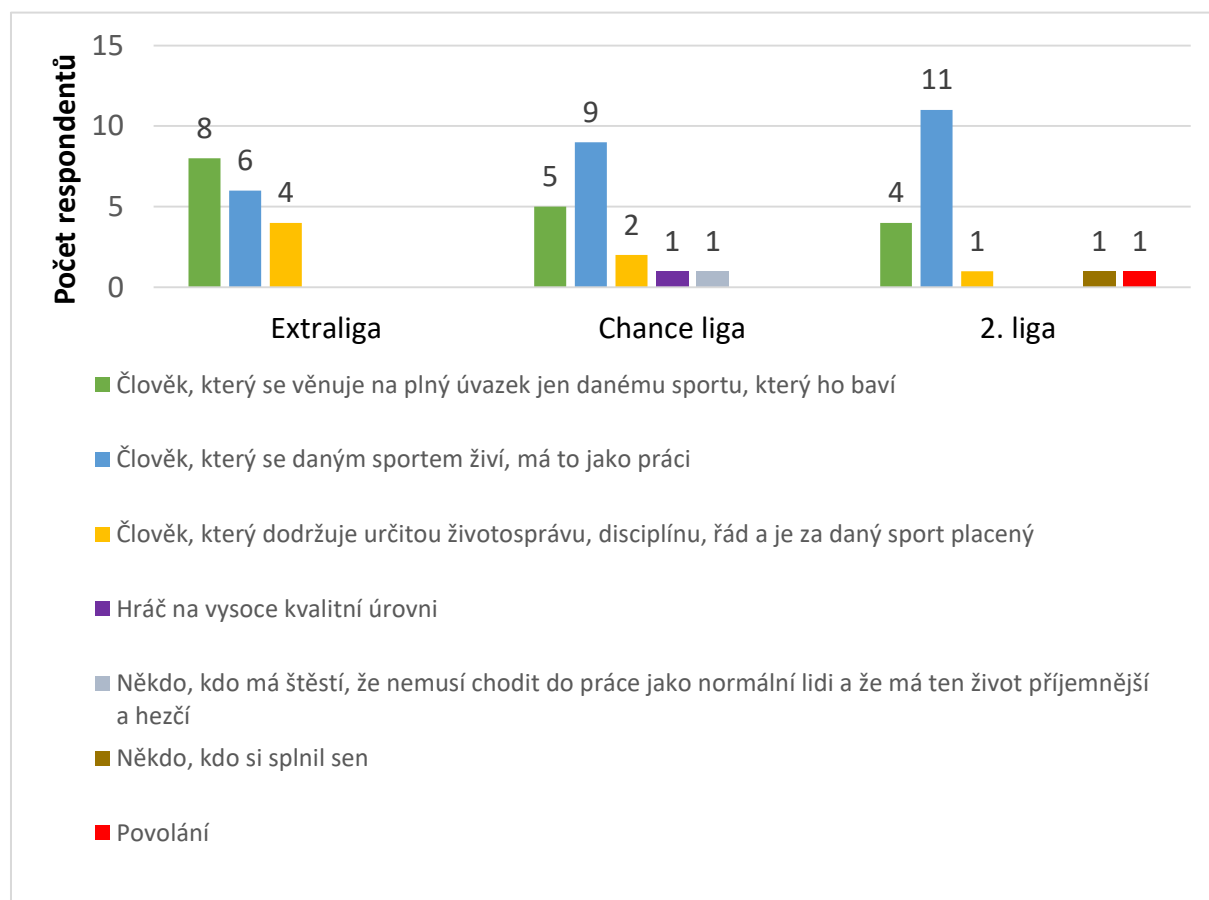 15
10
5
0
Počet respondentů
8
6
4
5
9
2
1
1
4
11
1
1
1
Extraliga
Chance liga
2. liga
Člověk, který se věnuje na plný úvazek jen danému sportu, který ho baví
Člověk, který se daným sportem živí, má to jako práci
Člověk, který dodržuje určitou životosprávu, disciplínu, řád a je za daný sport placený
Hráč na vysoce kvalitní úrovni
Někdo, kdo má štěstí, že nemusí chodit do práce jako normální lidi a že má ten život příjemnější
a hezčí
Někdo, kdo si splnil sen
Povolání